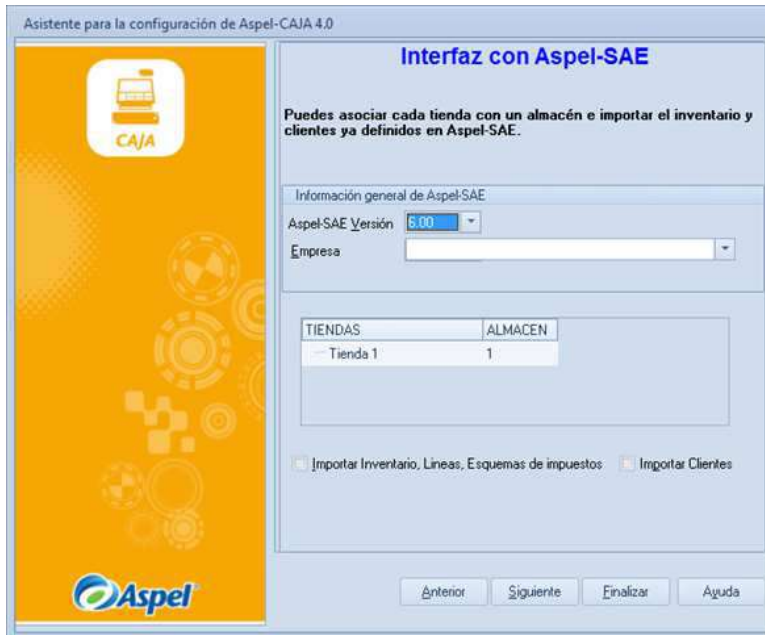 Asistente para la configuración de Aspel-CAJA 4.0
CAJA
Interfaz con Aspel-SAE
Puedes asociar cada tienda con un almacén e importar el inventario y
clientes ya definidos en Aspel-SAE.
Información general de Aspel-SAE
Aspel-SAE Versión 6.00
Empresa
TIENDAS ALMACEN
Tienda 1 1
Importar Inventario, Lineas, Esquemas de impuestos Importar Clientes
Aspel
Anterior Siguiente Finalizar Ayuda